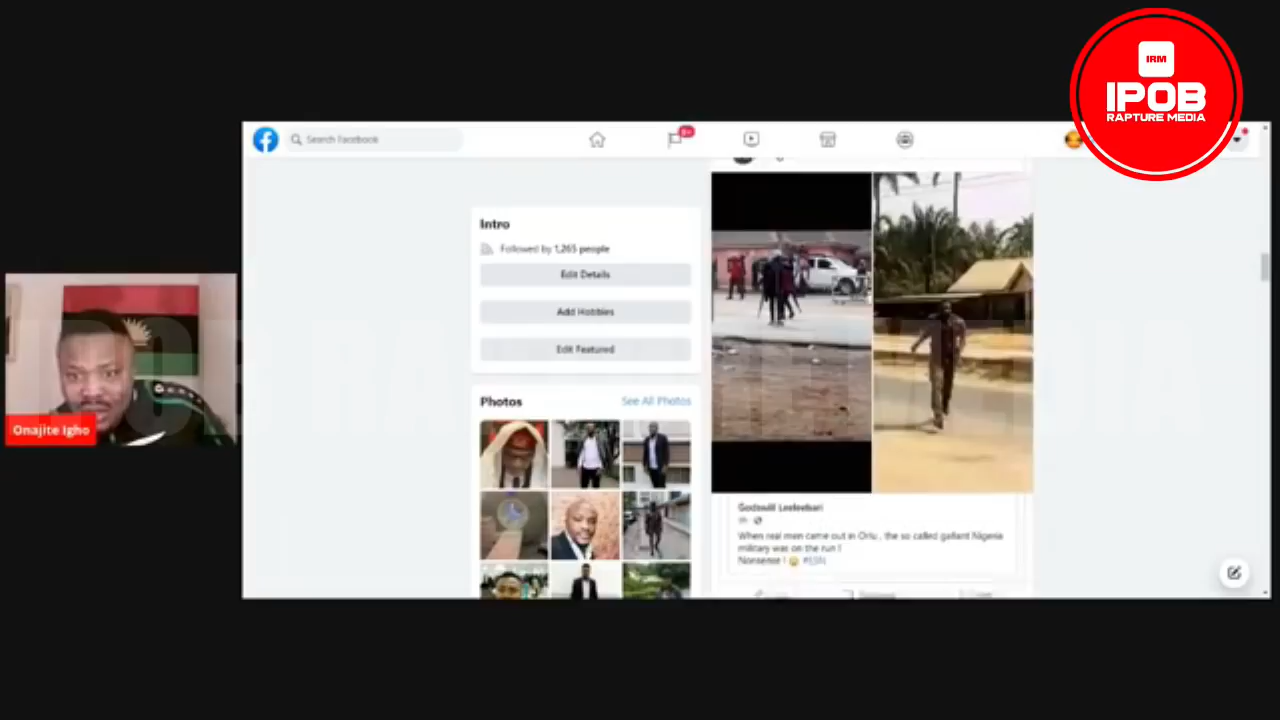 IRM
IPOB
RAPTURE MEDIA
Search Facebook
9+
Intro
Followed by 1,265 people
Edit Details
Add Hobbies
Edit Featured
Photos
See All Photos
Onajite Igho
When real men came out in Orlu , the so called gallant Nigeria
military was on the run !
Nonsense !